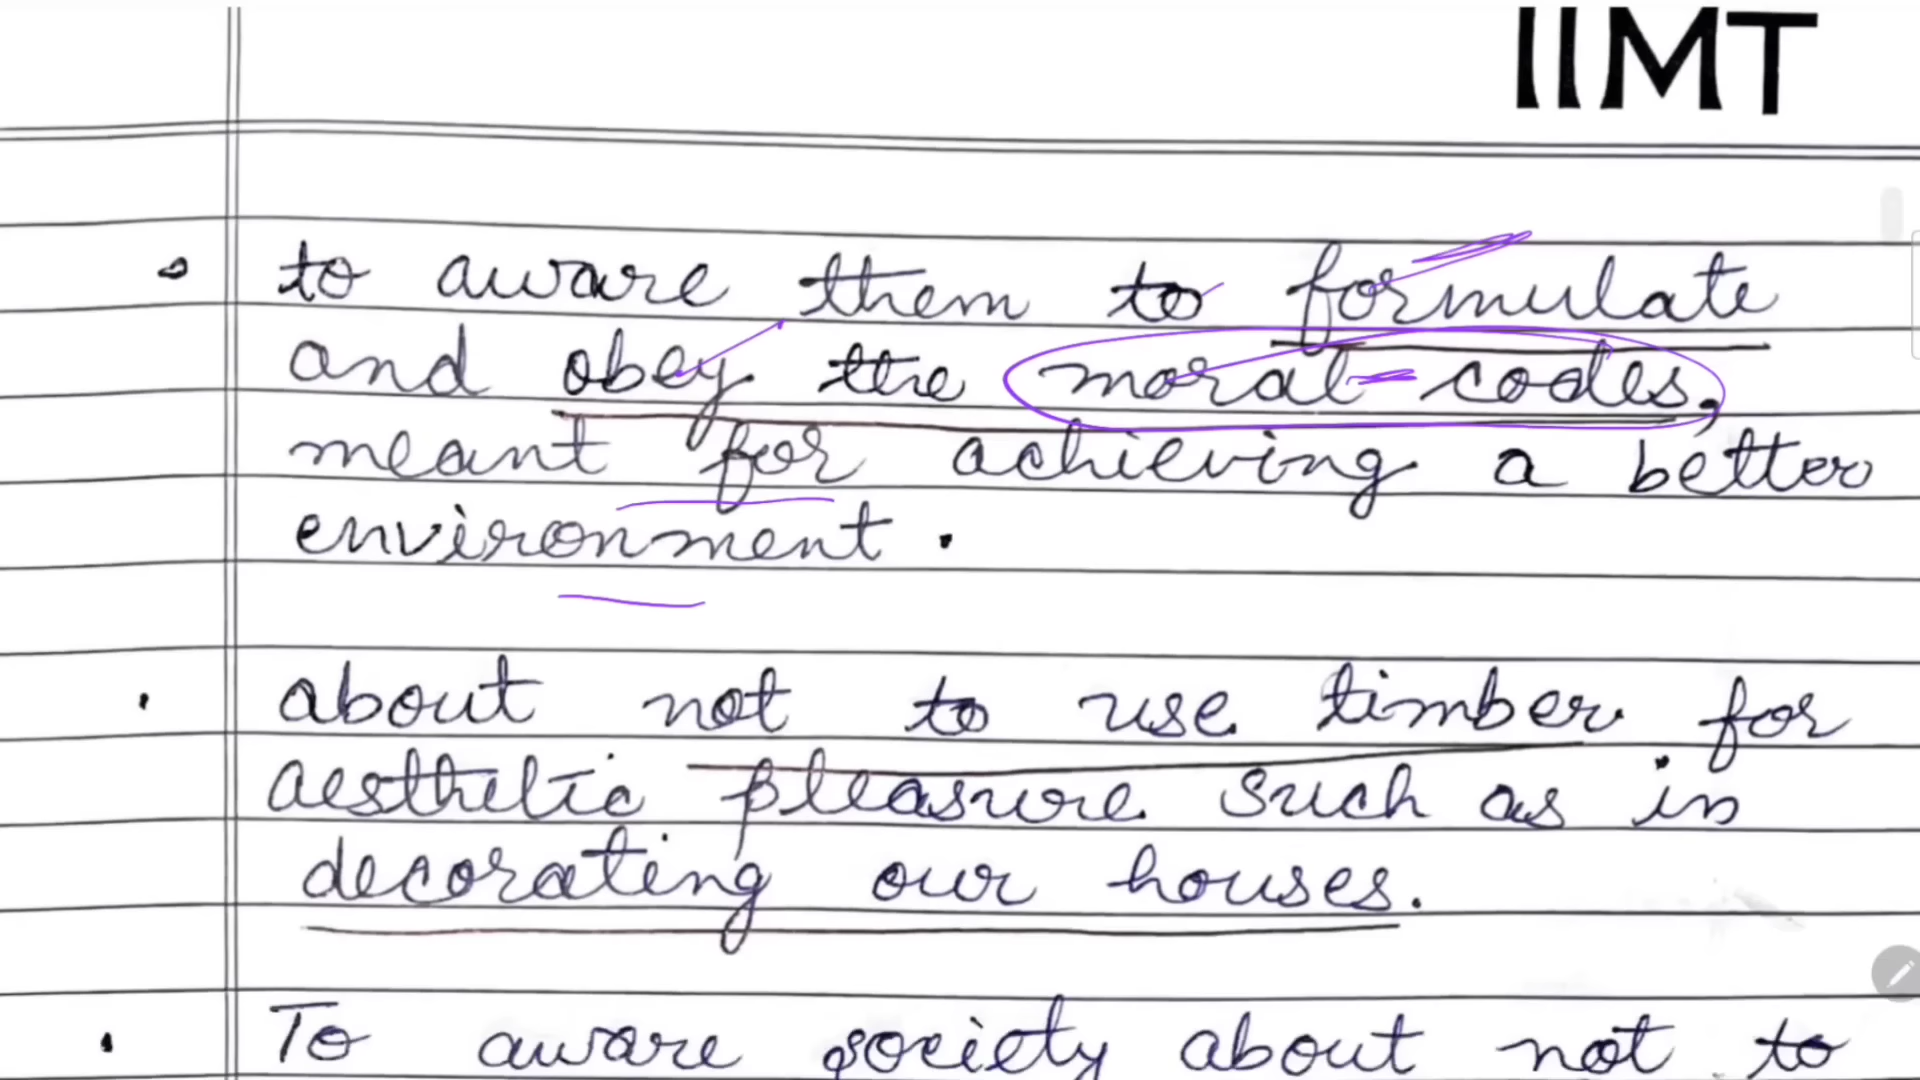 IIMT
to aware them to formulate
and obey the moral-codes,
meant for achieving a better
environment.
about not to use timber for
aesthetic pleasure such as in
decorating our houses.
To aware society about not to